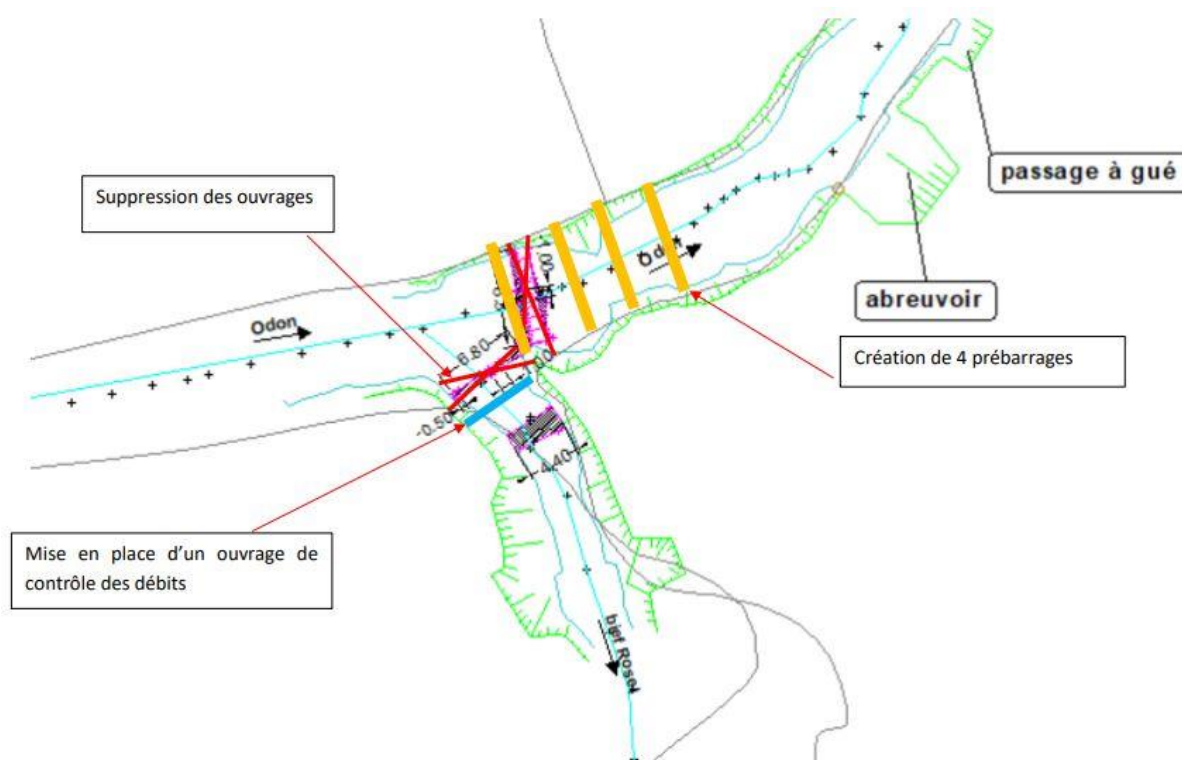 passage à gué
Suppression des ouvrages
Odon
abreuvoir
Odon
6.80
Création de 4 prébarrages
-0.50
4.40
Mise en place d'un ouvrage de
contrôle des débits
bief Rosel